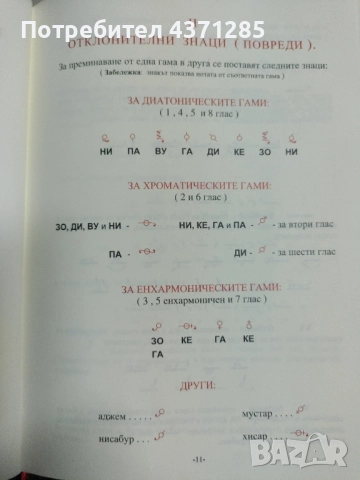 Потребител 1339251
ОТКЛОНИТЕЛНИ ЗНАЦИ ( ПОВРЕДИ ).
За преминаване от една гама в друга се поставят следните знаци:
( Забележка знакът показва мястата от съответната гама )
ЗА ДИАТОНИЧЕСКИТЕ ГАМИ:
( 1 , 4 , 5 и 8 глас )
НИ ПА ВУ ГА ДИ КЕ ЗО НИ
ЗА ХРОМАТИЧЕСКИТЕ ГАМИ:
( 2 и 6 глас )
ЗО, ДИ, ВУ и НИ - НИ, КЕ, ГА и ПА - -за втори глас
ПА - ДИ - -за шести глас
ЗА ЕНХАРМОНИЧЕСКИТЕ ГАМИ:
( 3 , 5 енхармоничен и 7 глас )
ЗО КЕ ГА КЕ
ГА
ДРУГИ:
аджем . . . . мустар . . . .
нисабур . . . . хисар . . . .
-11-
BAZAR.BG